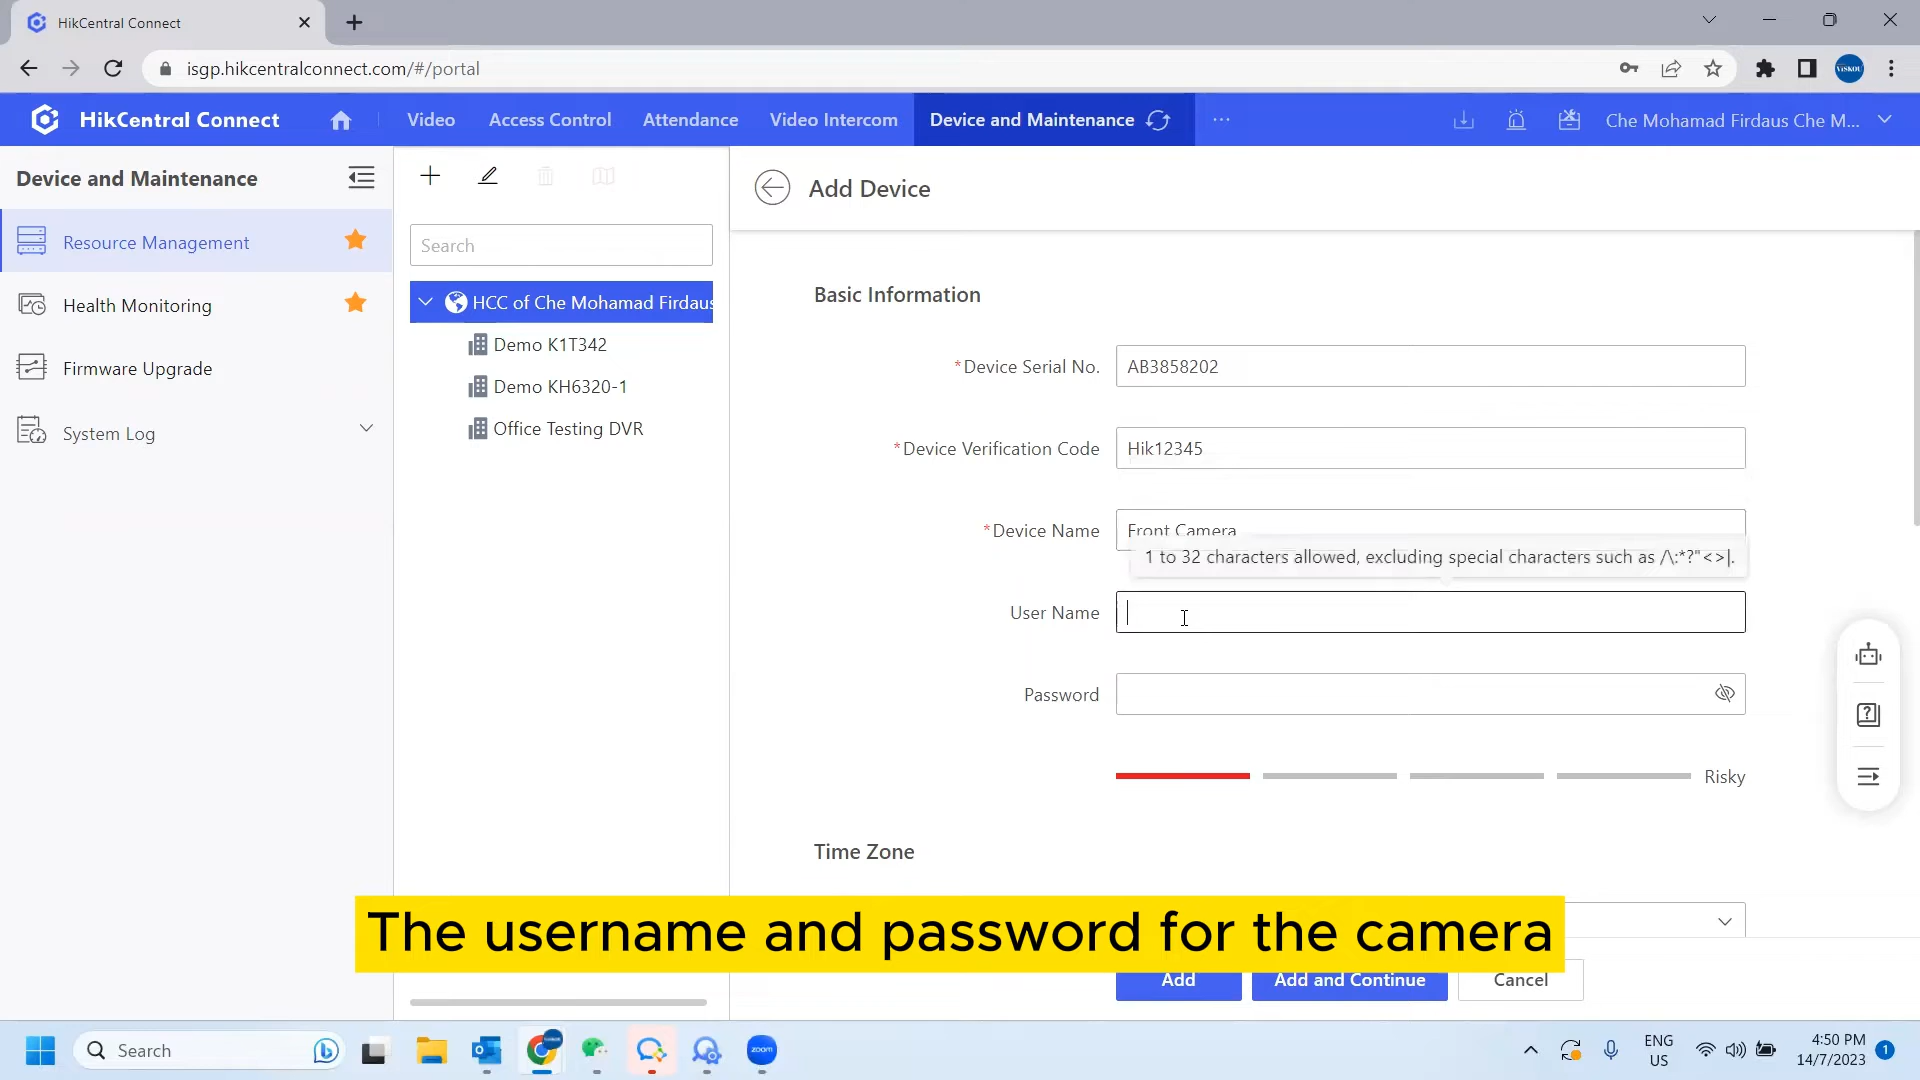 HikCentral Connect
isgp.hikcentralconnect.com/#/portal
VISKOU
HikCentral Connect
Video
Access Control
Attendance
Video Intercom
Device and Maintenance
...
Che Mohamad Firdaus Che M...
Device and Maintenance
Resource Management
Health Monitoring
Firmware Upgrade
System Log
Search
HCC of Che Mohamad Firdaus
Demo K1T342
Demo KH6320-1
Office Testing DVR
Add Device
Basic Information
*Device Serial No.
AB3858202
*Device Verification Code
Hik12345
*Device Name
Front Camera
1 to 32 characters allowed, excluding special characters such as /\:*?"<>|.
User Name
Password
Risky
Time Zone
The username and password for the camera
Add
Add and Continue
Cancel
Search
zoom
ENG
US
4:50 PM
14/7/2023
1